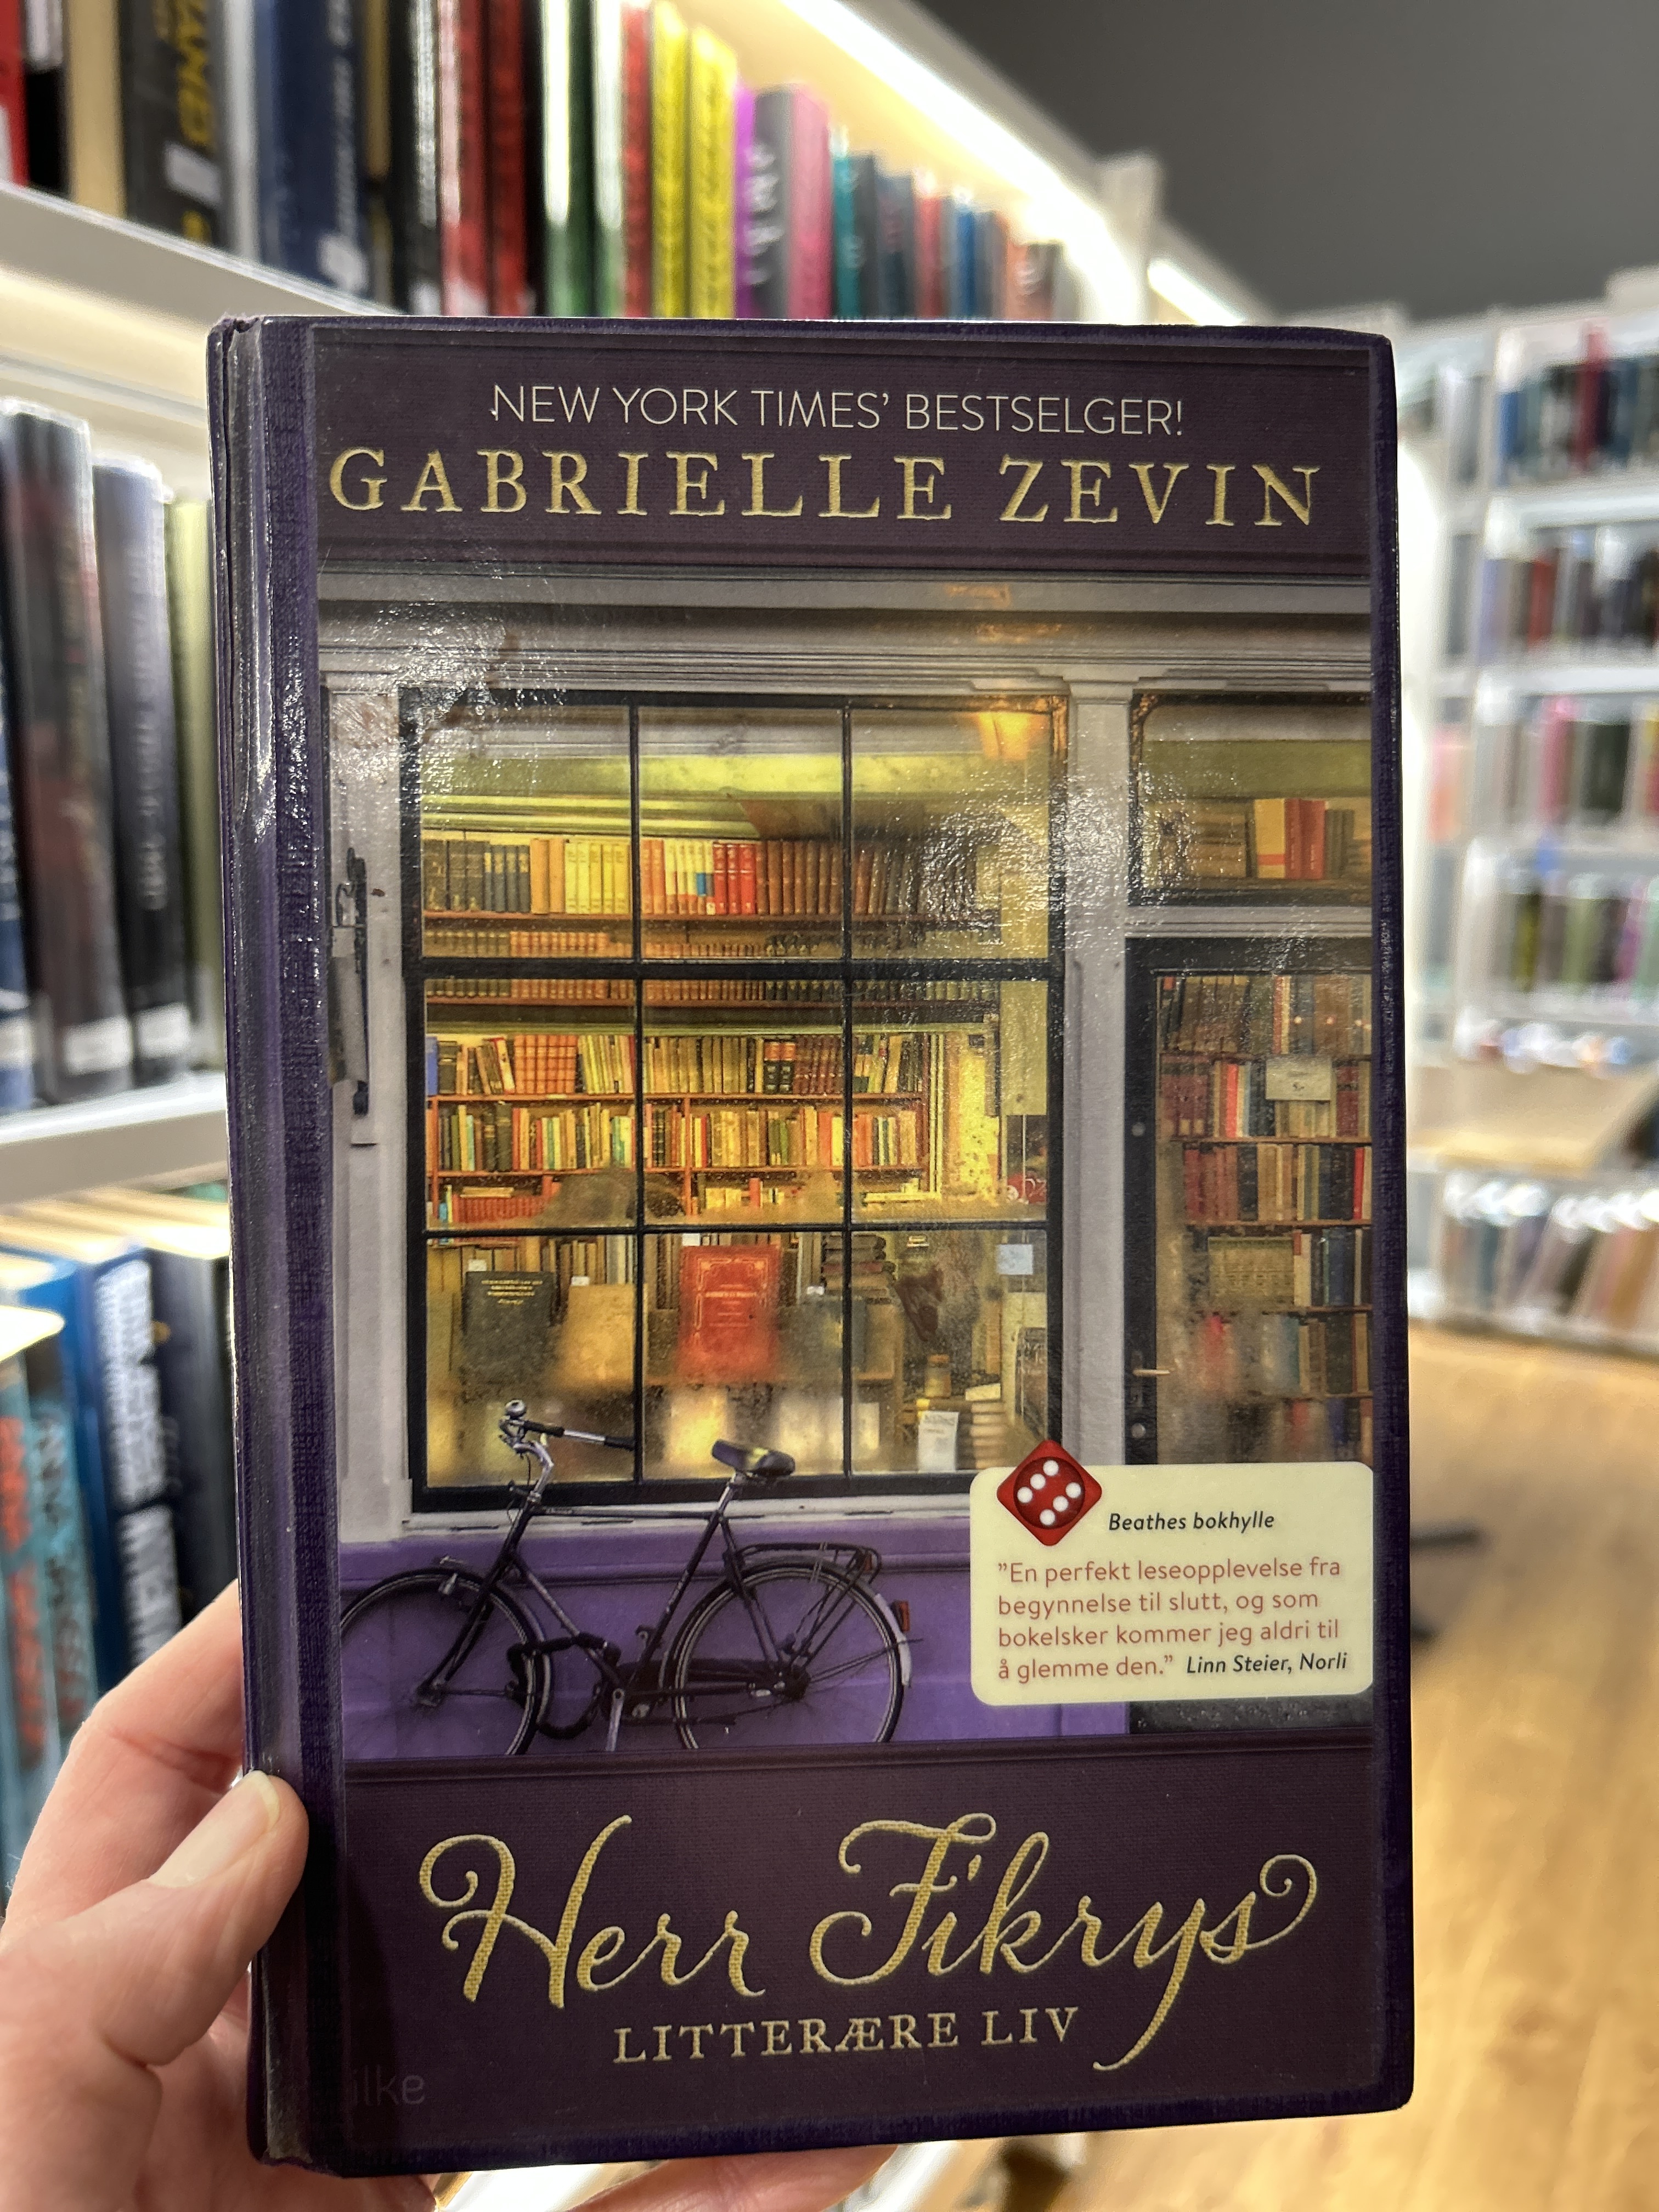 NEW YORK TIMES’ BESTSELGER!
GABRIELLE ZEVIN
Beathes bokhylle
”En perfekt leseopplevelse fra
begynnelse til slutt, og som
bokelsker kommer jeg aldri til
å glemme den.” Linn Steier, Norli
Herr Fikrys
LITTERÆRE LIV